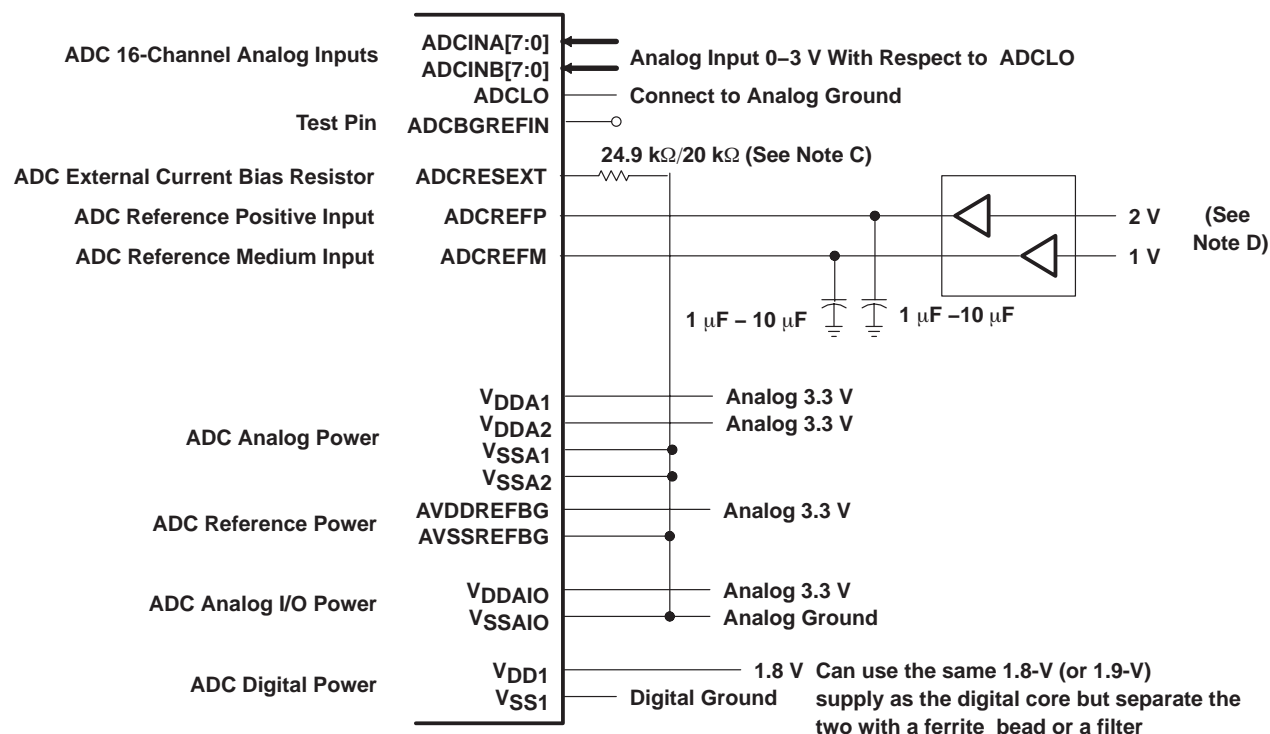 ADC 16-Channel Analog Inputs
ADCINA[7:0]
ADCINB[7:0]
Analog Input 0–3 V With Respect to ADCLO
ADCLO
Connect to Analog Ground
Test Pin
ADCBGREFIN
24.9 kΩ/20 kΩ (See Note C)
ADC External Current Bias Resistor
ADCRESEXT
ADC Reference Positive Input
ADCREFP
2 V
(See
Note D)
ADC Reference Medium Input
ADCREFM
1 V
1 μF – 10 μF
1 μF –10 μF
ADC Analog Power
VDDA1
Analog 3.3 V
VDDA2
Analog 3.3 V
VSSA1
VSSA2
ADC Reference Power
AVDDREFBG
Analog 3.3 V
AVSSREFBG
ADC Analog I/O Power
VDDAIO
Analog 3.3 V
VSSAIO
Analog Ground
ADC Digital Power
VDD1
1.8 V
Can use the same 1.8-V (or 1.9-V)
supply as the digital core but separate the
two with a ferrite bead or a filter
VSS1
Digital Ground